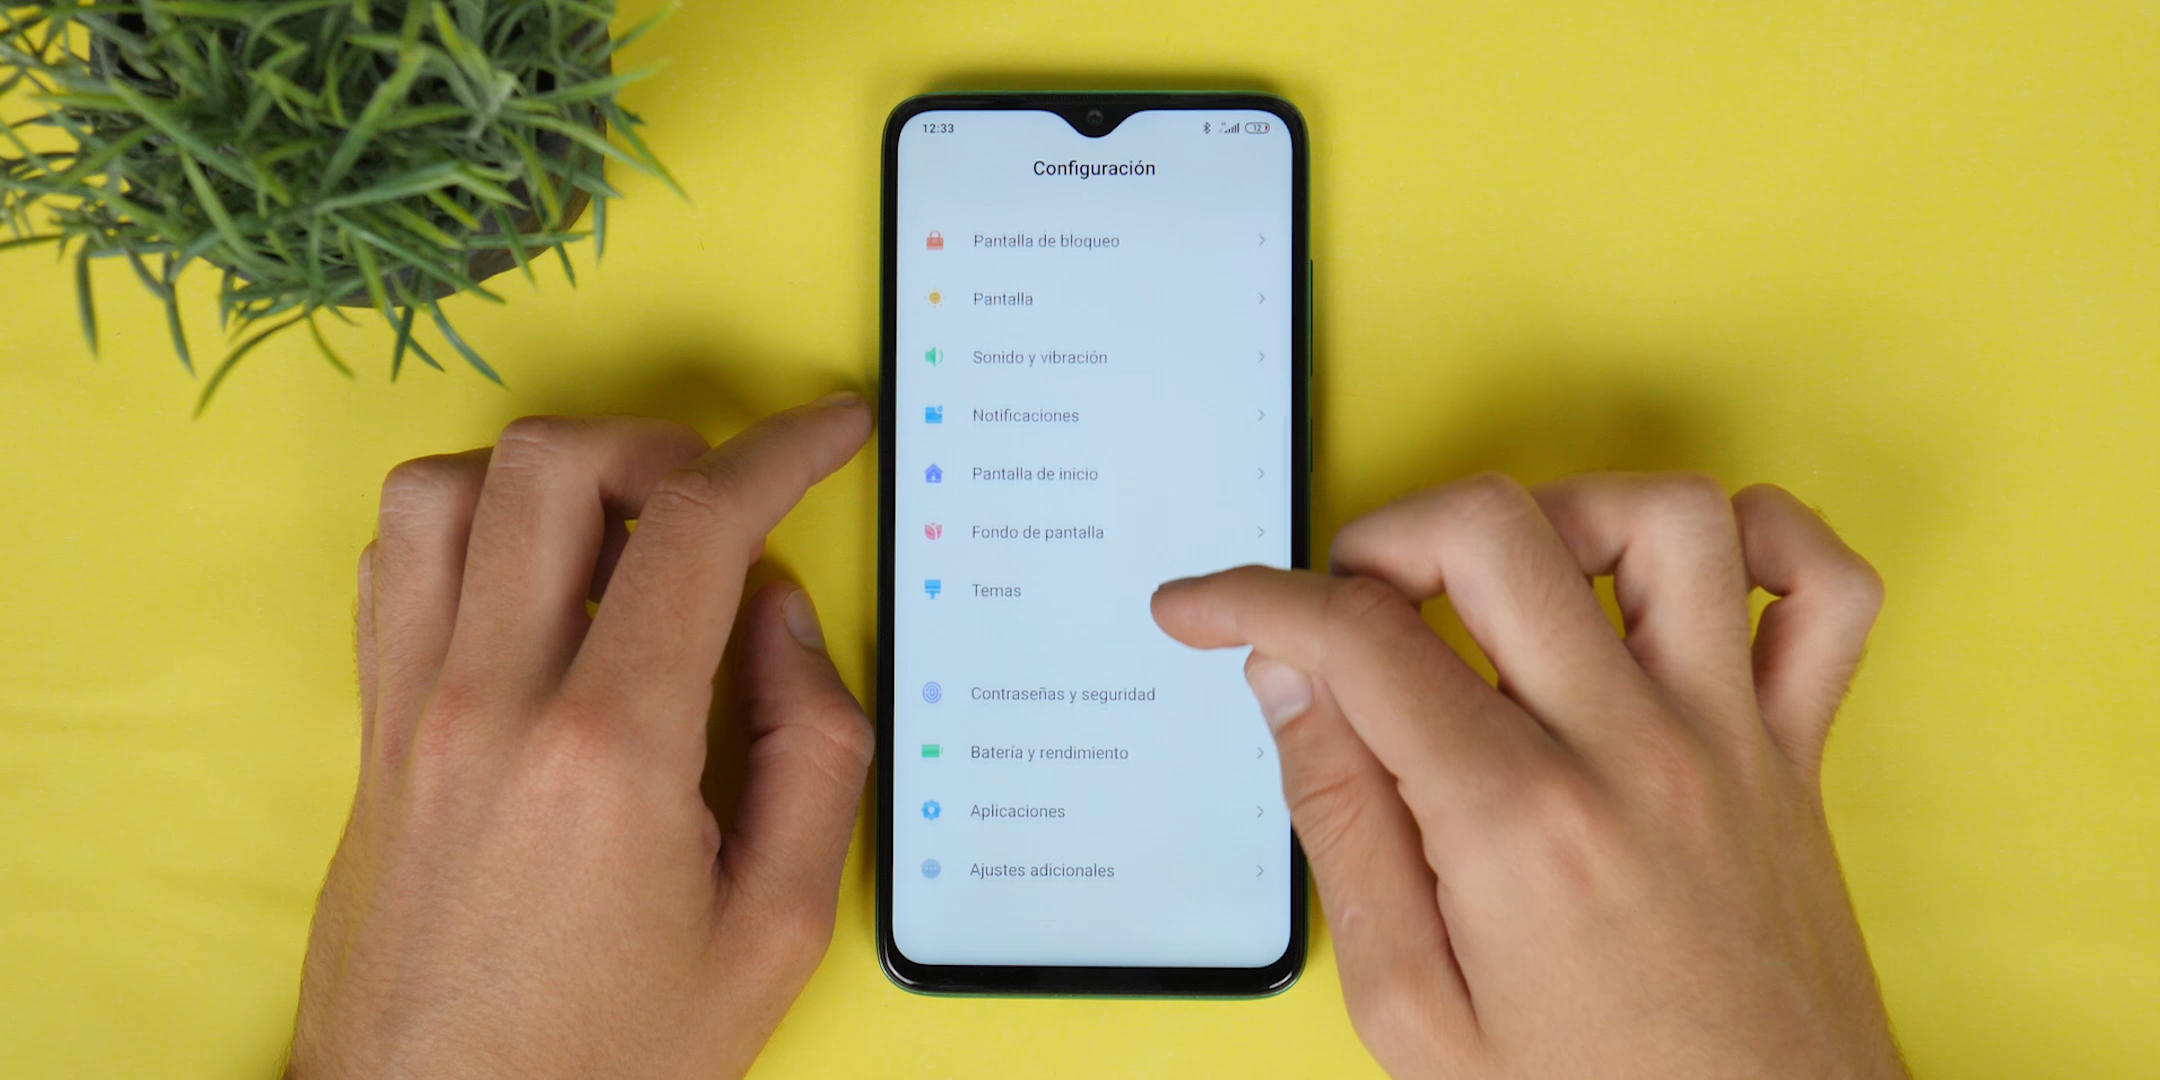 12:33
12
Configuración
Pantalla de bloqueo
Pantalla
Sonido y vibración
Notificaciones
Pantalla de inicio
Fondo de pantalla
Temas
Contraseñas y seguridad
Batería y rendimiento
Aplicaciones
Ajustes adicionales